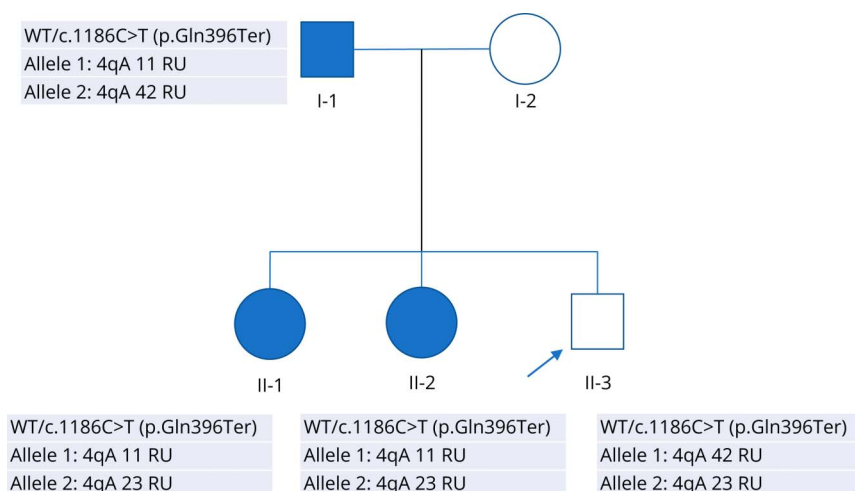 WT/c.1186C>T (p.Gln396Ter)
Allele 1: 4qA 11 RU
Allele 2: 4qA 42 RU
I-1
I-2
II-1
II-2
II-3
WT/c.1186C>T (p.Gln396Ter)
Allele 1: 4qA 11 RU
Allele 2: 4qA 23 RU
WT/c.1186C>T (p.Gln396Ter)
Allele 1: 4qA 11 RU
Allele 2: 4qA 23 RU
WT/c.1186C>T (p.Gln396Ter)
Allele 1: 4qA 42 RU
Allele 2: 4qA 23 RU